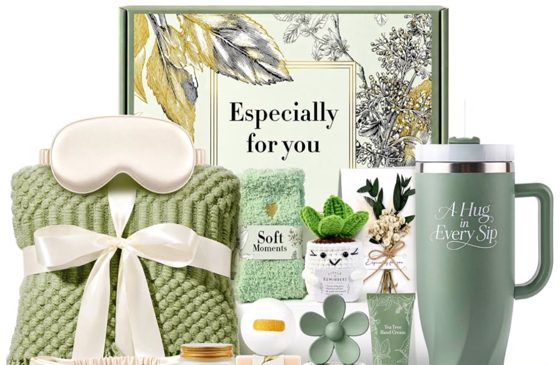 Especially
for you
Soft
Moments
A Hug
in
Every Sip
Tea Tree
Hand Cream